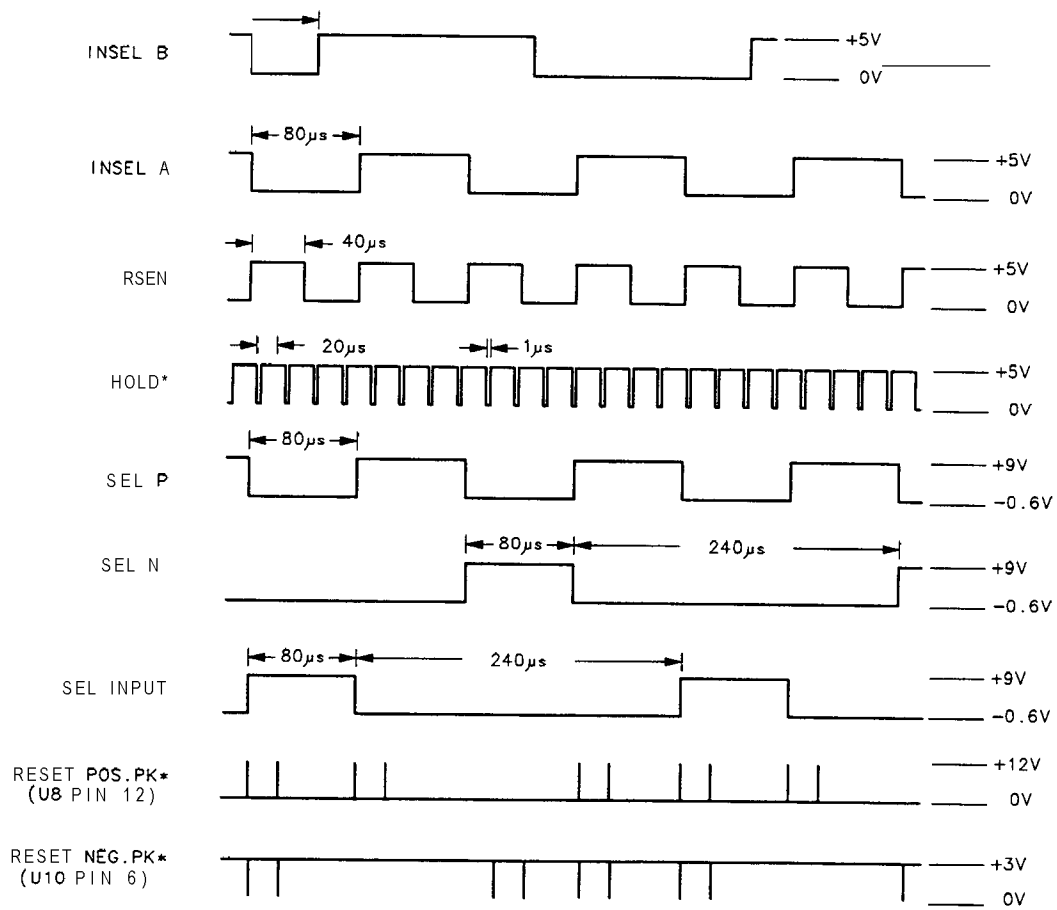 INSEL B
+5V
0V
80µs
INSEL A
+5V
0V
40µs
RSEN
+5V
0V
20µs
1µs
HOLD*
+5V
0V
80µs
SEL P
+9V
-0.6V
80µs
240µs
SEL N
+9V
-0.6V
80µs
240µs
SEL INPUT
+9V
-0.6V
RESET POS.PK*
(U8 PIN 12)
+12V
0V
RESET NEG.PK*
(U10 PIN 6)
+3V
0V